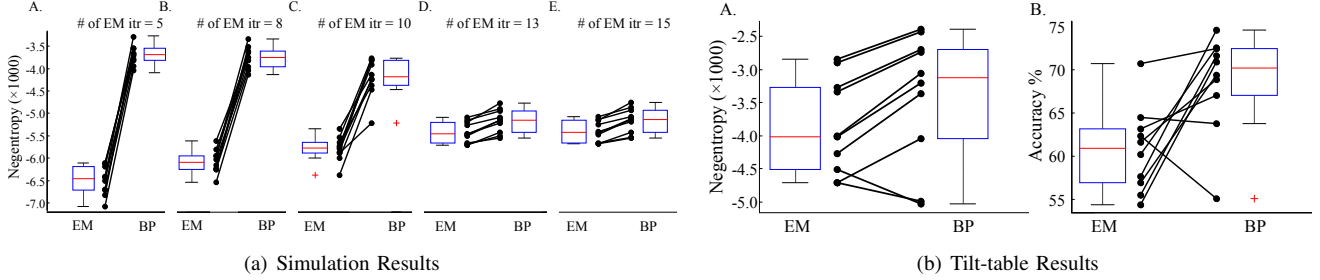 A.
# of EM itr = 5
B.
# of EM itr = 8
C.
# of EM itr = 10
D.
# of EM itr = 13
E.
# of EM itr = 15
Negentropy (×1000)
-3.5
-4.0
-4.5
-5.0
-5.5
-6.0
-6.5
-7.0
EM BP
EM BP
EM BP
EM BP
EM BP
(a) Simulation Results
A.
Negentropy (×1000)
-2.5
-3.0
-3.5
-4.0
-4.5
-5.0
EM BP
B.
Accuracy %
75
70
65
60
55
EM BP
(b) Tilt-table Results